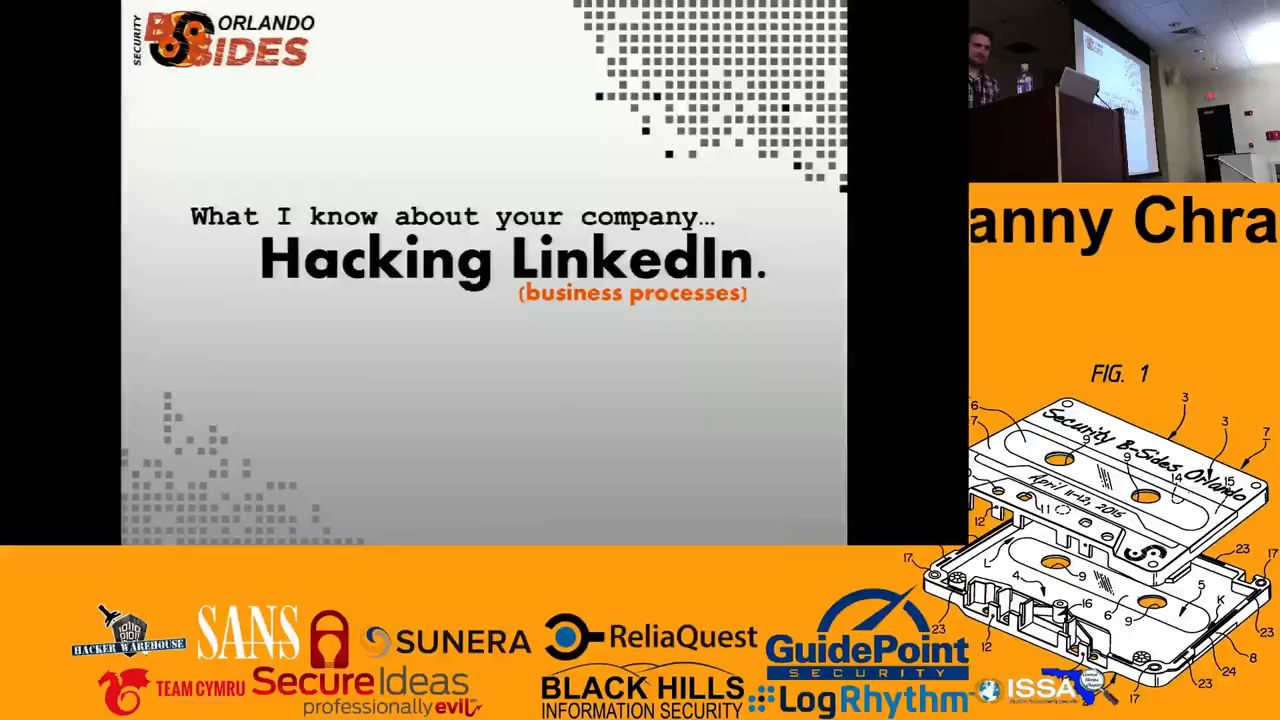 SECURITY
BSIDES
ORLANDO
What I know about your company…
Hacking LinkedIn.
(business processes)
anny Chra
FIG. 1
Security B-Sides Orlando
April 11-12, 2015
HACKER WAREHOUSE
SANS
SUNERA
ReliaQuest
GuidePoint
SECURITY
TEAM CYMRU
SecureIdeas
professionallyevil
BLACK HILLS
INFORMATION SECURITY
LogRhythm
ISSA